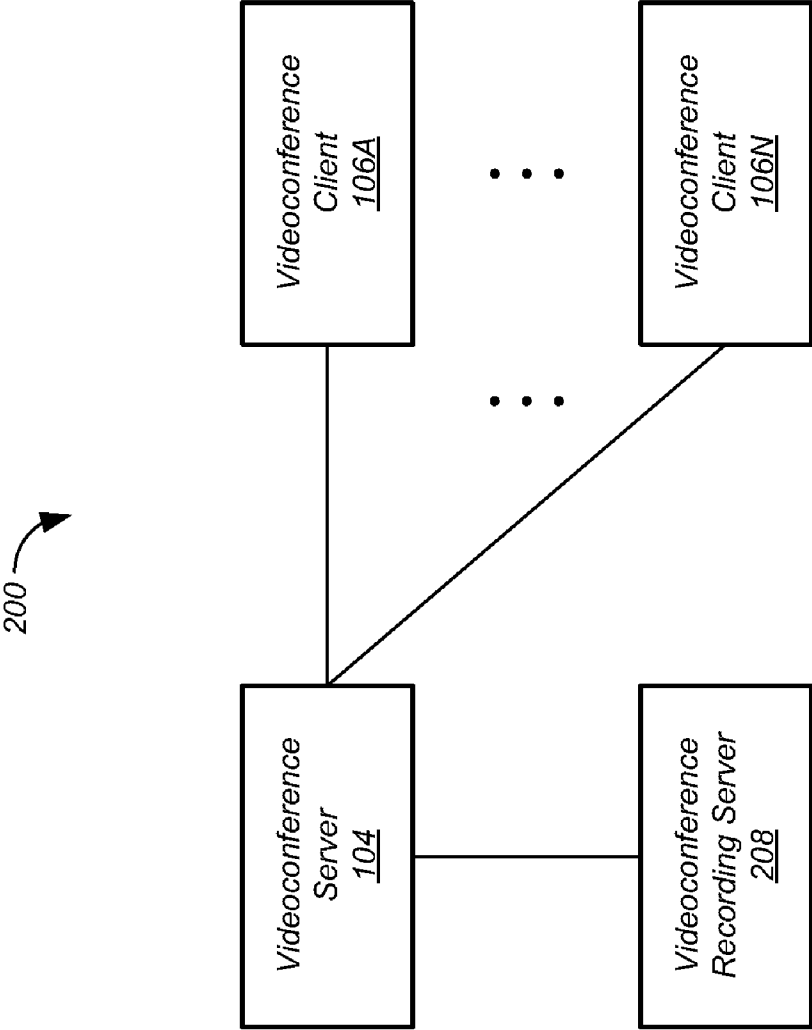 200
Videoconference
Server
104
Videoconference
Client
106A
Videoconference
Recording Server
208
Videoconference
Client
106N